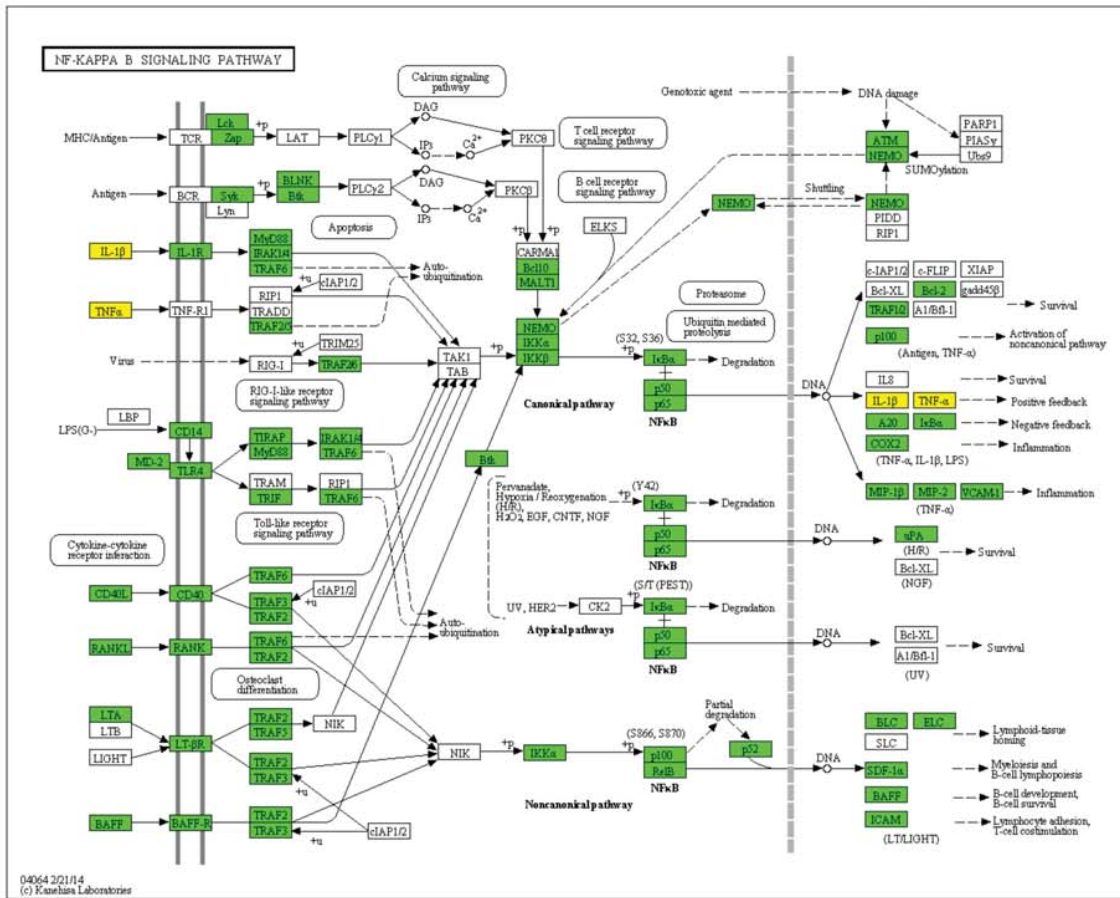 NF-KAPPA B SIGNALING PATHWAY
Calcium signaling
pathway
Genotoxic agent
DNA damage
MHC/Antigen
TCR
Lck
Zap
+p
LAT
PLCγ1
DAG
IP3
Ca2+
PKCθ
T cell receptor
signaling pathway
ATM
NEMO
PARP1
PIASγ
Ubs9
SUMOylation
Antigen
BCR
Syk
Lyn
+p
BLNK
Btk
PLCγ2
DAG
IP3
Ca2+
PKCβ
B cell receptor
signaling pathway
NEMO
Shuttling
NEMO
PIDD
RIP1
Apoptosis
+p
+p
CARMA1
Bcl10
MALT1
ELKS
IL-1β
IL-1R
MyD88
IRAK1/4
TRAF6
Auto-
ubiquitination
TNFα
TNF-R1
+u
cIAP1/2
RIP1
TRADD
TRAF2/5
Proteasome
Ubiquitin mediated
proteolysis
c-IAP1/2
c-FLIP
XIAP
Bcl-XL
Bcl-2
gadd45β
TRAF1/2
A1/Bfl-1
Survival
p100
Activation of
noncanonical pathway
(Antigen, TNF-α)
Virus
+u
TRIM25
RIG-I
TRAF2/6
RIG-I-like receptor
signaling pathway
TAK1
TAB
+p
NEMO
IKKα
IKKβ
(S32, S36)
+p
IκBα
Degradation
p50
p65
NFκB
Canonical pathway
DNA
IL8
Survival
IL-1β
TNF-α
Positive feedback
A20
IκBα
Negative feedback
COX2
Inflammation
(TNF-α, IL-1β, LPS)
MIP-1β
MIP-2
VCAM-1
Inflammation
(TNF-α)
LPS(G-)
LBP
CD14
MD-2
TLR4
TIRAP
MyD88
IRAK1/4
TRAF6
TRAM
TRIF
RIP1
TRAF6
Toll-like receptor
signaling pathway
Btk
Pervanadate,
Hypoxia / Reoxygenation
(H/R)
H2O2, EGF, CNTF, NGF
(Y42)
+p
IκBα
Degradation
p50
p65
NFκB
DNA
uPA
(H/R)
Bcl-XL
(NGF)
Survival
Cytokine-cytokine
receptor interaction
CD40L
CD40
TRAF6
TRAF3
TRAF2
cIAP1/2
+u
Auto-
ubiquitination
UV, HER2
CK2
(S/T (PEST))
+p
IκBα
Degradation
Atypical pathways
p50
p65
NFκB
DNA
Bcl-XL
A1/Bfl-1
(UV)
Survival
RANKL
RANK
TRAF6
TRAF2
Osteoclast
differentiation
LTA
LTB
LIGHT
LT-βR
TRAF2
TRAF5
NIK
TRAF2
TRAF3
+u
NIK
+p
IKKα
(S866, S870)
+p
p100
RelB
NFκB
Partial
degradation
p52
Noncanonical pathway
DNA
BLC
ELC
SLC
Lymphoid-tissue
homing
SDF-1α
Myeloiesis and
B-cell lymphopoiesis
BAFF
B-cell development,
B-cell survival
ICAM
Lymphocyte adhesion,
T-cell costimulation
(LT/LIGHT)
BAFF
BAFF-R
TRAF2
TRAF3
+u
cIAP1/2
04064 2/21/14
(c) Kanehisa Laboratories